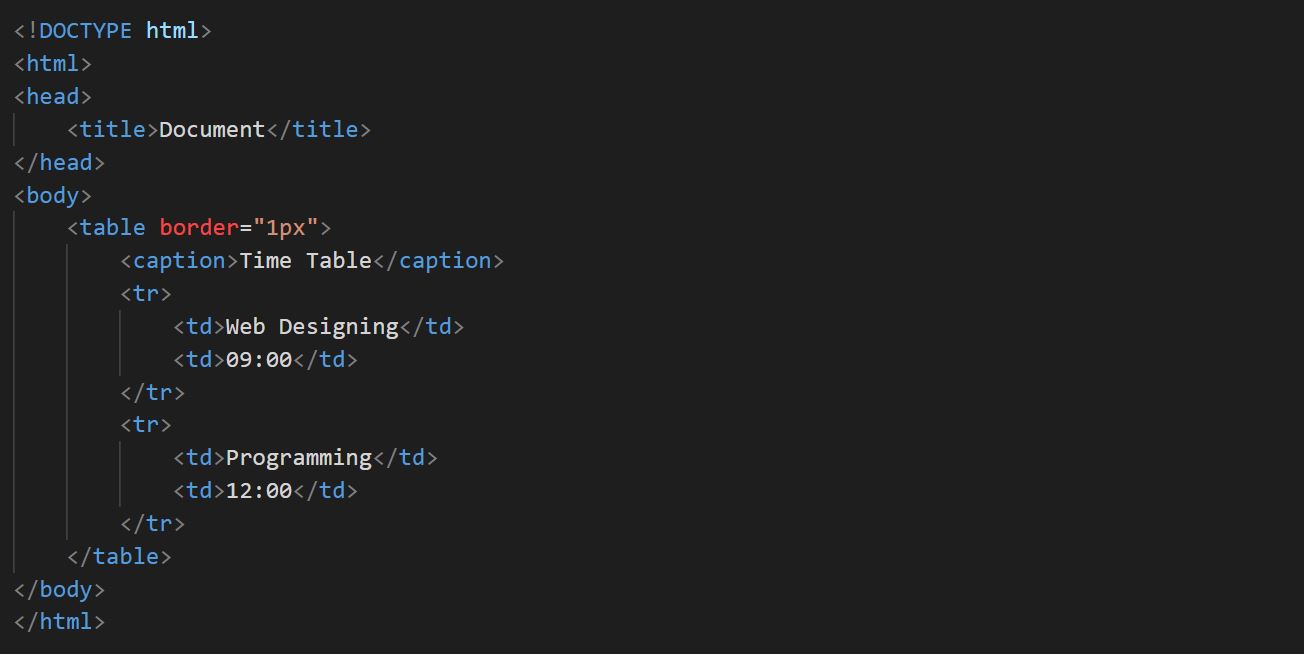 <!DOCTYPE html>
<html>
<head>
    <title>Document</title>
</head>
<body>
    <table border="1px">
        <caption>Time Table</caption>
        <tr>
            <td>Web Designing</td>
            <td>09:00</td>
        </tr>
        <tr>
            <td>Programming</td>
            <td>12:00</td>
        </tr>
    </table>
</body>
</html>